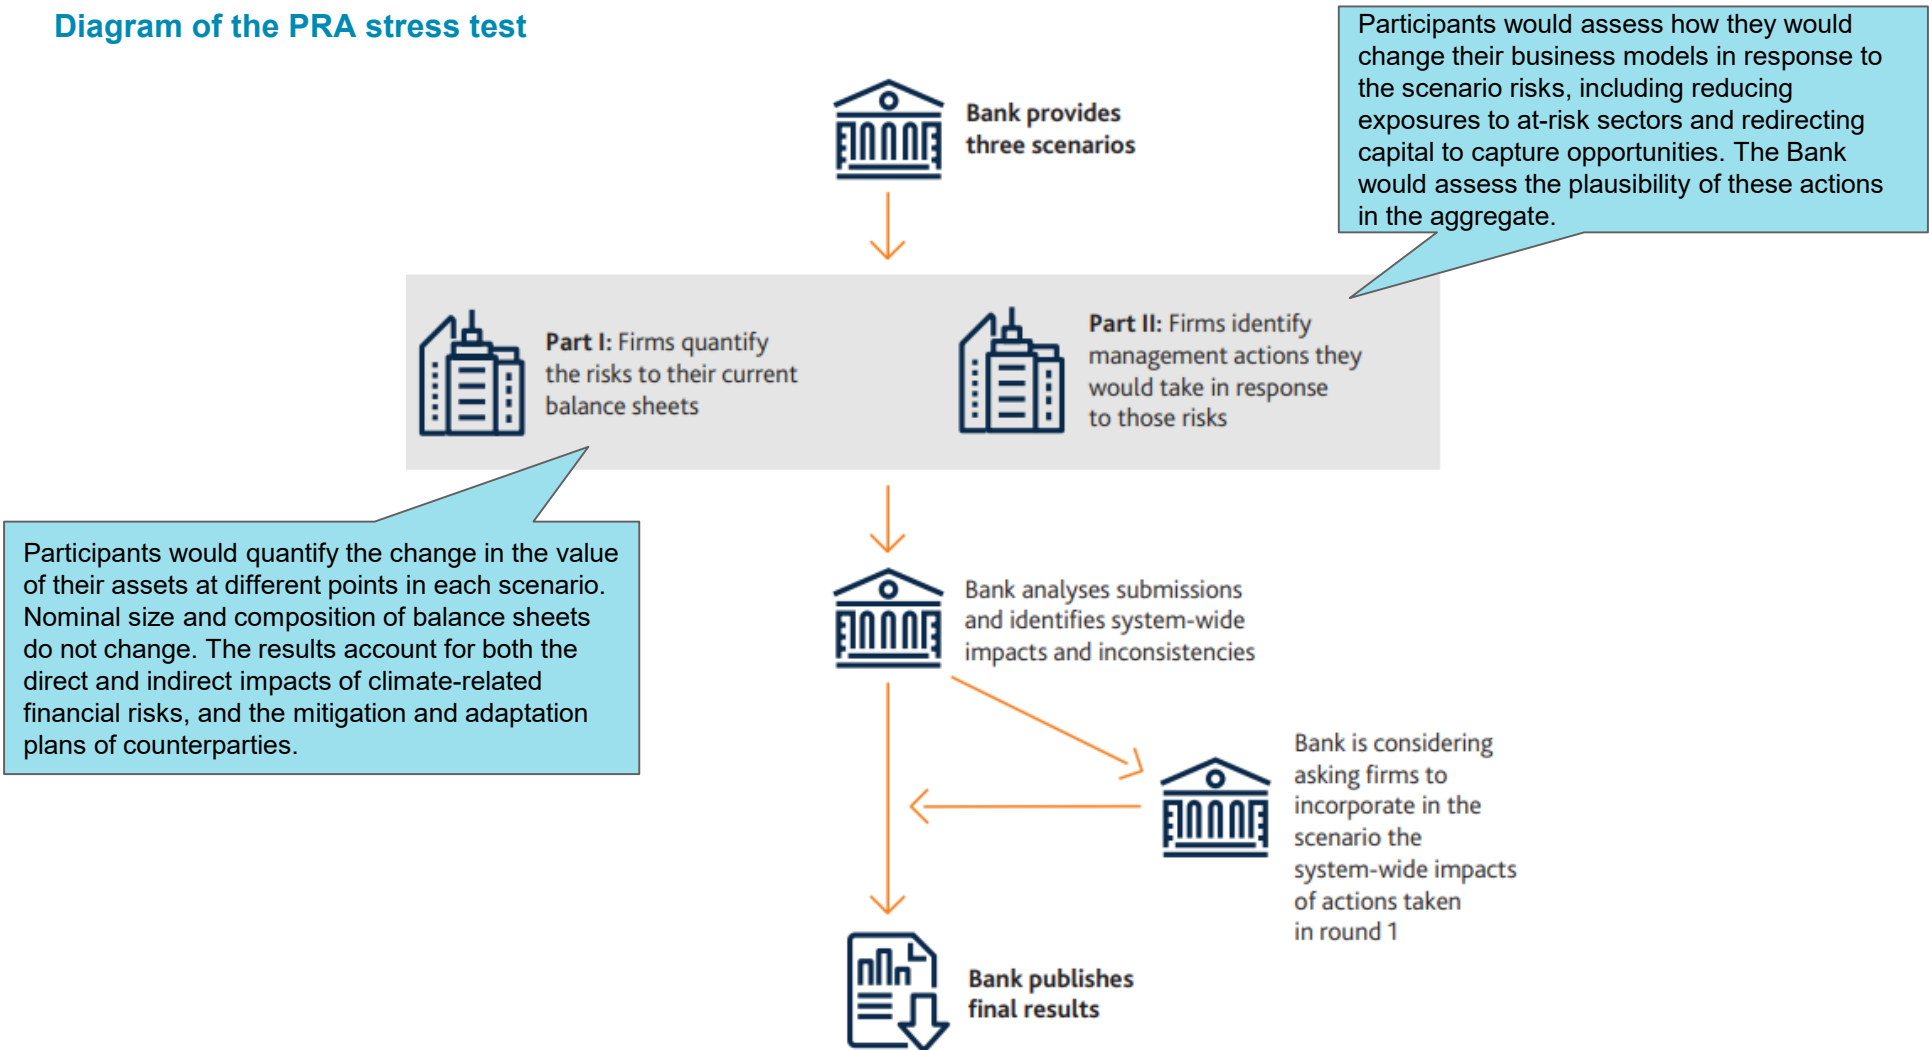 Diagram of the PRA stress test
Participants would assess how they would
change their business models in response to
the scenario risks, including reducing
exposures to at-risk sectors and redirecting
capital to capture opportunities. The Bank
would assess the plausibility of these actions
in the aggregate.
Bank provides
three scenarios
Part I: Firms quantify
the risks to their current
balance sheets
Part II: Firms identify
management actions they
would take in response
to those risks
Participants would quantify the change in the value
of their assets at different points in each scenario.
Nominal size and composition of balance sheets
do not change. The results account for both the
direct and indirect impacts of climate-related
financial risks, and the mitigation and adaptation
plans of counterparties.
Bank analyses submissions
and identifies system-wide
impacts and inconsistencies
Bank is considering
asking firms to
incorporate in the
scenario the
system-wide impacts
of actions taken
in round 1
Bank publishes
final results